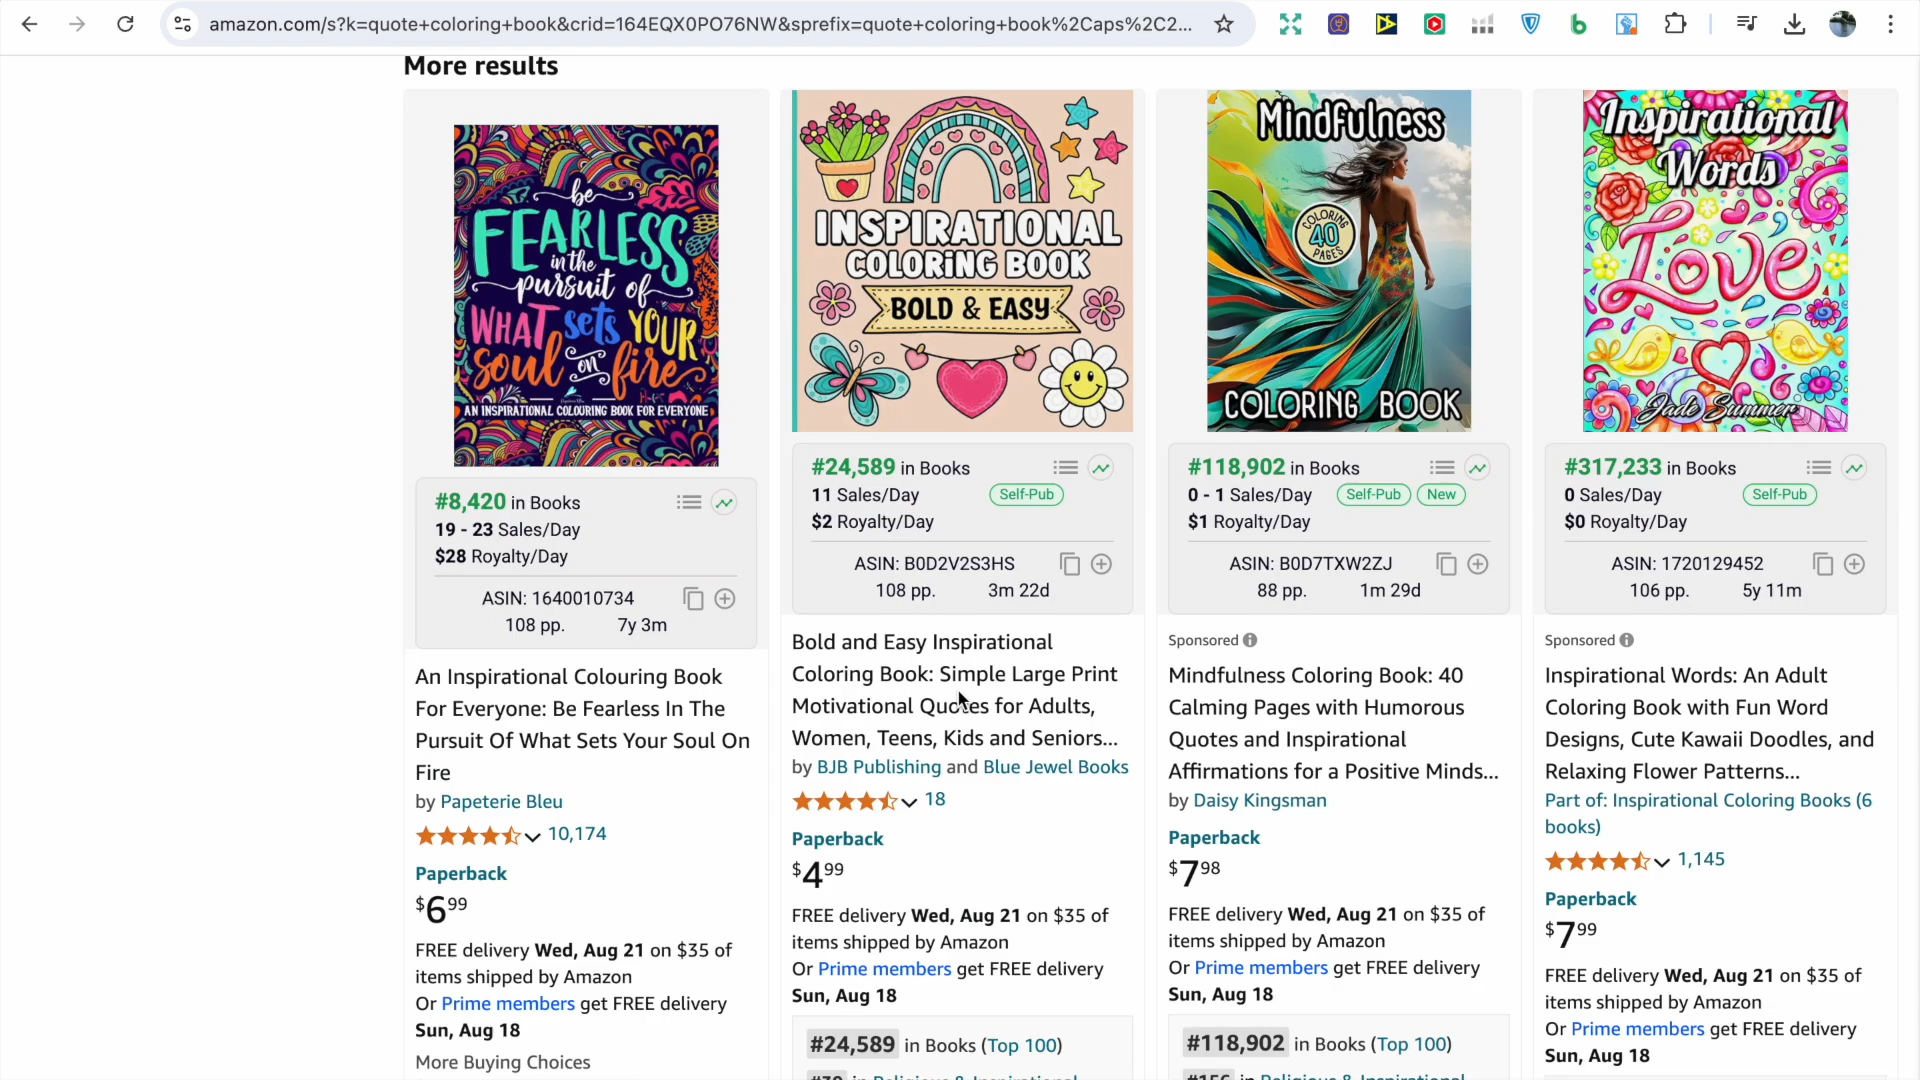 amazon.com/s?k=quote+coloring+book&crid=164EQX0PO76NW&sprefix=quote+coloring+book%2Caps%2C2...
More results
be
FEARLESS
in the
pursuit of
WHAT sets YOUR
soul on fire
AN INSPIRATIONAL COLOURING BOOK FOR EVERYONE
#8,420 in Books
19 - 23 Sales/Day
$28 Royalty/Day
ASIN: 1640010734
108 pp. 7y 3m
An Inspirational Colouring Book
For Everyone: Be Fearless In The
Pursuit Of What Sets Your Soul On
Fire
by Papeterie Bleu
10,174
Paperback
$6.99
FREE delivery Wed, Aug 21 on $35 of
items shipped by Amazon
Or Prime members get FREE delivery
Sun, Aug 18
More Buying Choices
INSPIRATIONAL
COLORING BOOK
BOLD & EASY
#24,589 in Books
11 Sales/Day Self-Pub
$2 Royalty/Day
ASIN: B0D2V2S3HS
108 pp. 3m 22d
Bold and Easy Inspirational
Coloring Book: Simple Large Print
Motivational Quotes for Adults,
Women, Teens, Kids and Seniors...
by BJB Publishing and Blue Jewel Books
18
Paperback
$4.99
FREE delivery Wed, Aug 21 on $35 of
items shipped by Amazon
Or Prime members get FREE delivery
Sun, Aug 18
#24,589 in Books (Top 100)
Mindfulness
COLORING
40
PAGES
COLORING BOOK
#118,902 in Books
0 - 1 Sales/Day Self-Pub New
$1 Royalty/Day
ASIN: B0D7TXW2ZJ
88 pp. 1m 29d
Sponsored
Mindfulness Coloring Book: 40
Calming Pages with Humorous
Quotes and Inspirational
Affirmations for a Positive Minds...
by Daisy Kingsman
Paperback
$7.98
FREE delivery Wed, Aug 21 on $35 of
items shipped by Amazon
Or Prime members get FREE delivery
Sun, Aug 18
#118,902 in Books (Top 100)
Inspirational
Words
Love
Jade Summer
#317,233 in Books
0 Sales/Day Self-Pub
$0 Royalty/Day
ASIN: 1720129452
106 pp. 5y 11m
Sponsored
Inspirational Words: An Adult
Coloring Book with Fun Word
Designs, Cute Kawaii Doodles, and
Relaxing Flower Patterns...
Part of: Inspirational Coloring Books (6
books)
1,145
Paperback
$7.99
FREE delivery Wed, Aug 21 on $35 of
items shipped by Amazon
Or Prime members get FREE delivery
Sun, Aug 18